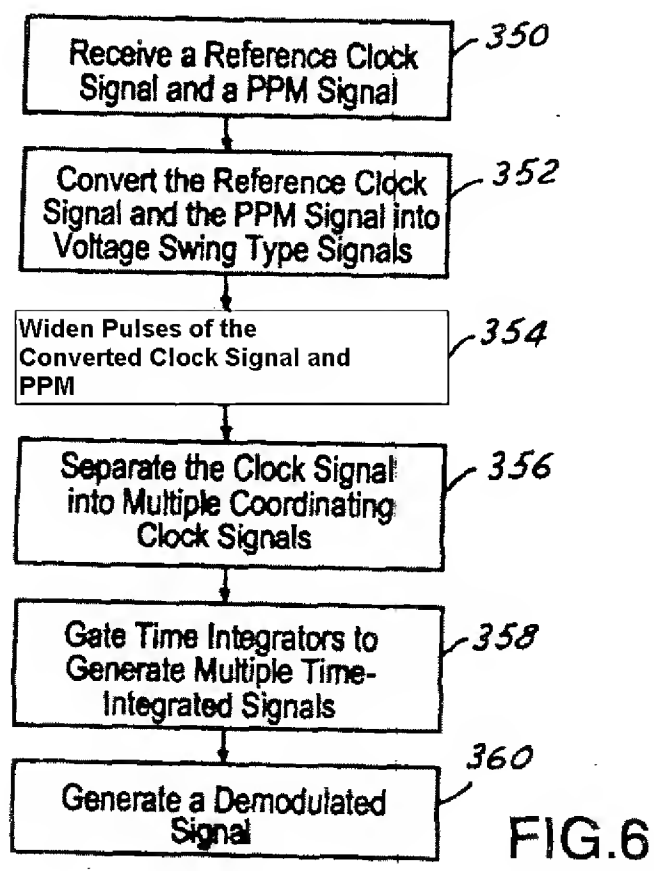 Receive a Reference Clock
Signal and a PPM Signal
350
Convert the Reference Clock
Signal and the PPM Signal into
Voltage Swing Type Signals
352
Widen Pulses of the
Converted Clock Signal and
PPM
354
Separate the Clock Signal
into Multiple Coordinating
Clock Signals
356
Gate Time Integrators to
Generate Multiple Time-
Integrated Signals
358
Generate a Demodulated
Signal
360
FIG.6